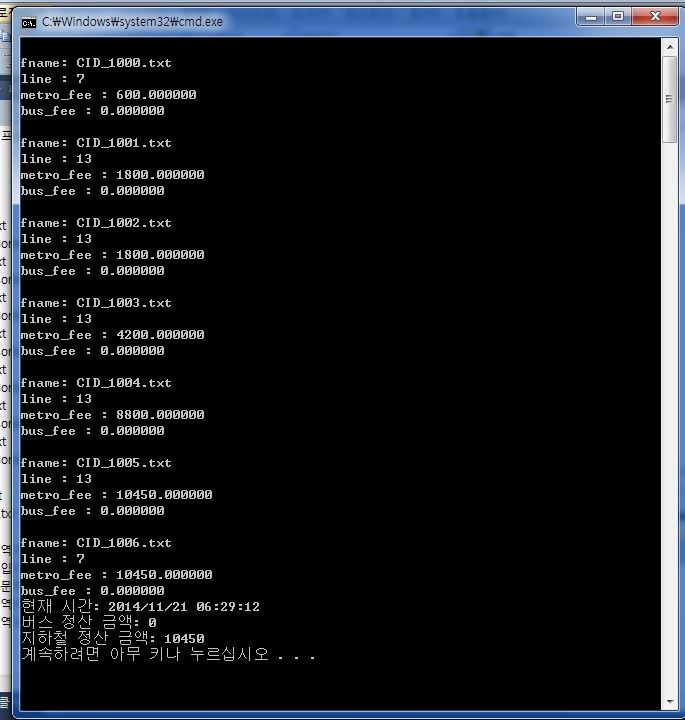 C:₩Windows₩system32₩cmd.exe
fname: CID_1000.txt
line : 7
metro_fee : 600.000000
bus_fee : 0.000000
fname: CID_1001.txt
line : 13
metro_fee : 1800.000000
bus_fee : 0.000000
fname: CID_1002.txt
line : 13
metro_fee : 1800.000000
bus_fee : 0.000000
fname: CID_1003.txt
line : 13
metro_fee : 4200.000000
bus_fee : 0.000000
fname: CID_1004.txt
line : 13
metro_fee : 8800.000000
bus_fee : 0.000000
fname: CID_1005.txt
line : 13
metro_fee : 10450.000000
bus_fee : 0.000000
fname: CID_1006.txt
line : 7
metro_fee : 10450.000000
bus_fee : 0.000000
현재 시간: 2014/11/21 06:29:12
버스 정산 금액: 0
지하철 정산 금액: 10450
계속하려면 아무 키나 누르십시오 . . .